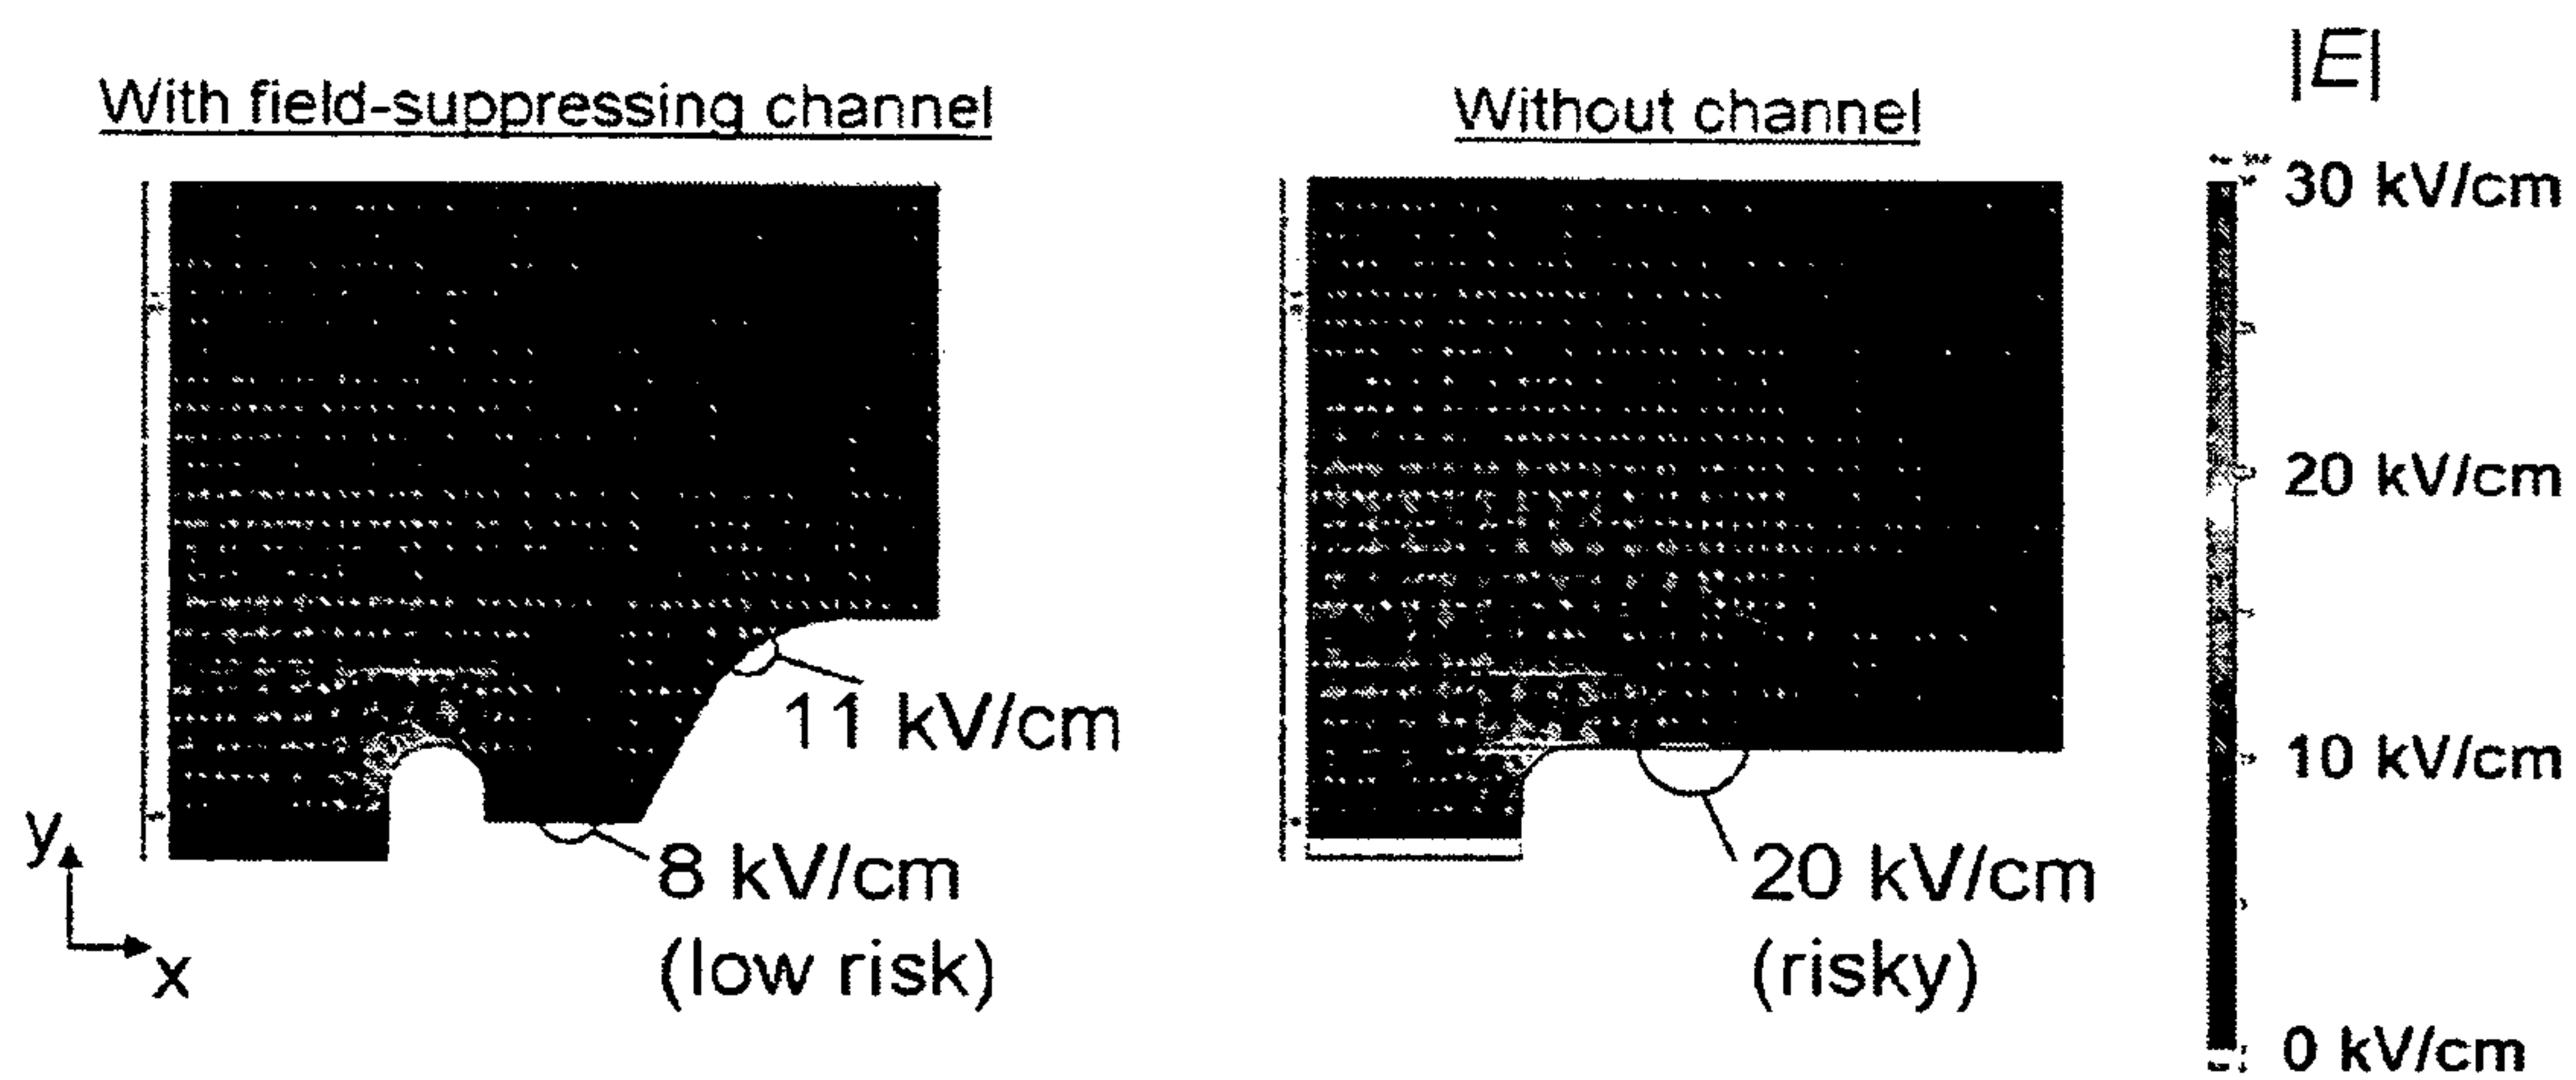 With field-suppressing channel
Without channel
|E|
30 kV/cm
20 kV/cm
10 kV/cm
0 kV/cm
11 kV/cm
8 kV/cm
(low risk)
20 kV/cm
(risky)
y
x